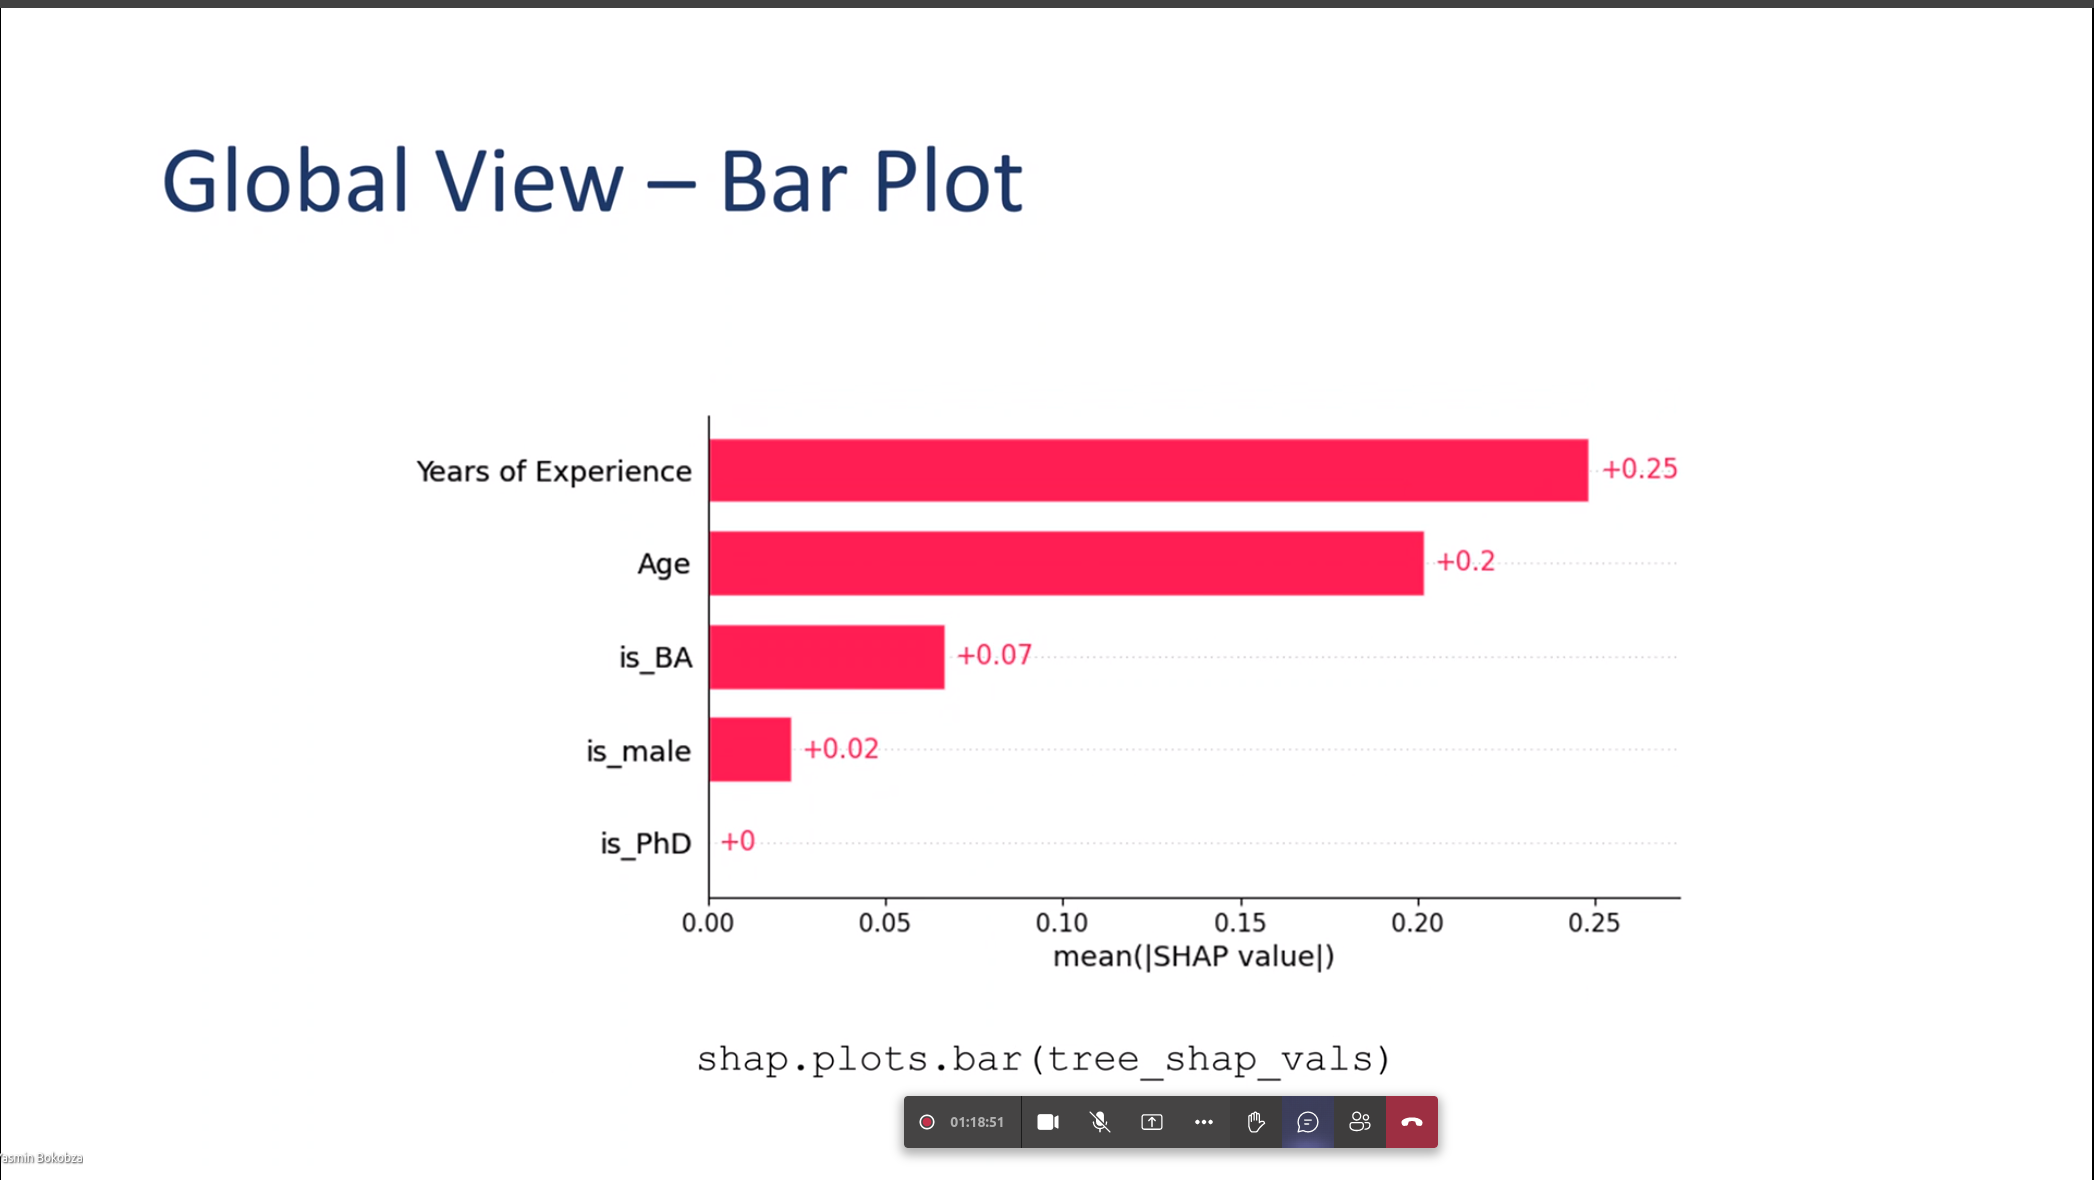 Global View – Bar Plot
Years of Experience
+0.25
Age
+0.2
is_BA
+0.07
is_male
+0.02
is_PhD
+0
0.00 0.05 0.10 0.15 0.20 0.25
mean(|SHAP value|)
shap.plots.bar(tree_shap_vals)
01:18:51
Bokobza